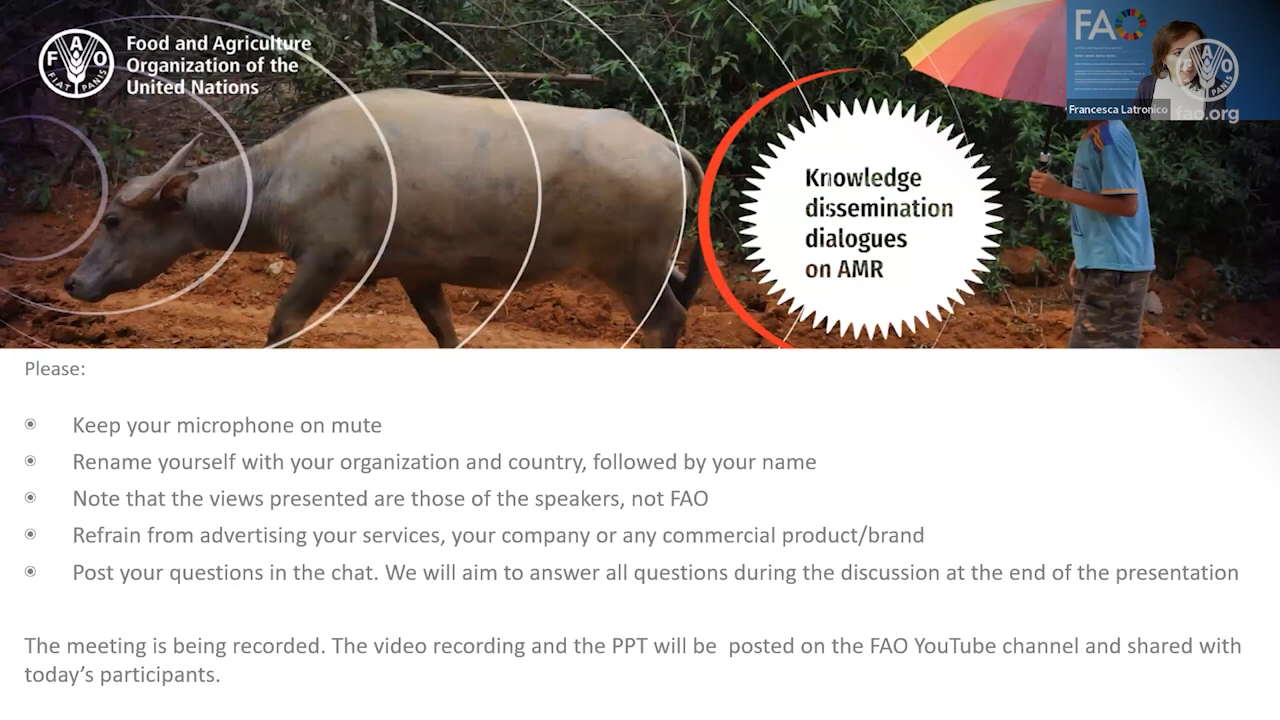 FAO
FIAT PANIS
Food and Agriculture
Organization of the
United Nations
Knowledge
dissemination
dialogues
on AMR
FAO
Francesca Latronico
fao.org
Please:
Keep your microphone on mute
Rename yourself with your organization and country, followed by your name
Note that the views presented are those of the speakers, not FAO
Refrain from advertising your services, your company or any commercial product/brand
Post your questions in the chat. We will aim to answer all questions during the discussion at the end of the presentation
The meeting is being recorded. The video recording and the PPT will be  posted on the FAO YouTube channel and shared with
today’s participants.